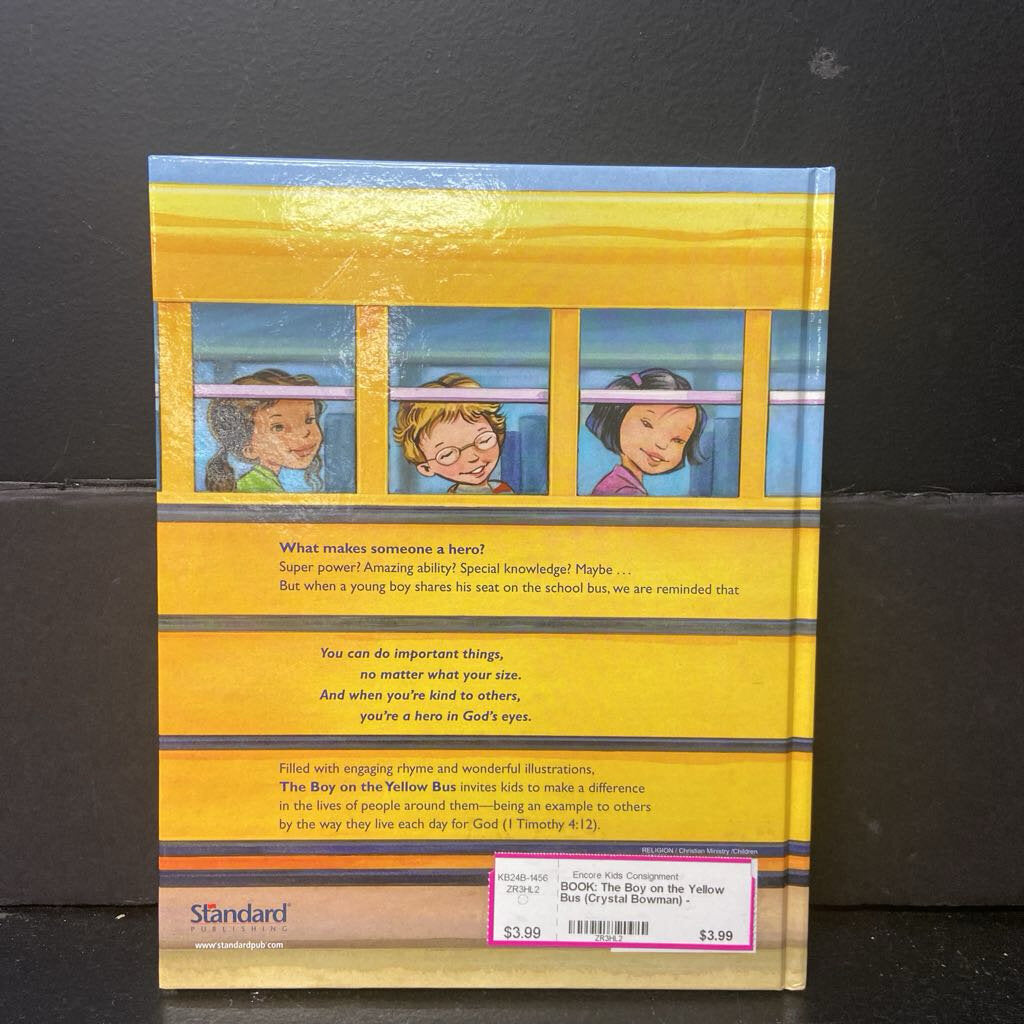 What makes someone a hero?
Super power? Amazing ability? Special knowledge? Maybe . . .
But when a young boy shares his seat on the school bus, we are reminded that
You can do important things,
no matter what your size.
And when you're kind to others,
you're a hero in God's eyes.
Filled with engaging rhyme and wonderful illustrations,
The Boy on the Yellow Bus invites kids to make a difference
in the lives of people around them—being an example to others
by the way they live each day for God (1 Timothy 4:12).
RELIGION / Christian Ministry /Children
KB24B-1456
ZR3HL2
$3.99
Encore Kids Consignment
BOOK: The Boy on the Yellow
Bus (Crystal Bowman) -
ZR3HL2
$3.99
Standard
PUBLISHING
www.standardpub.com